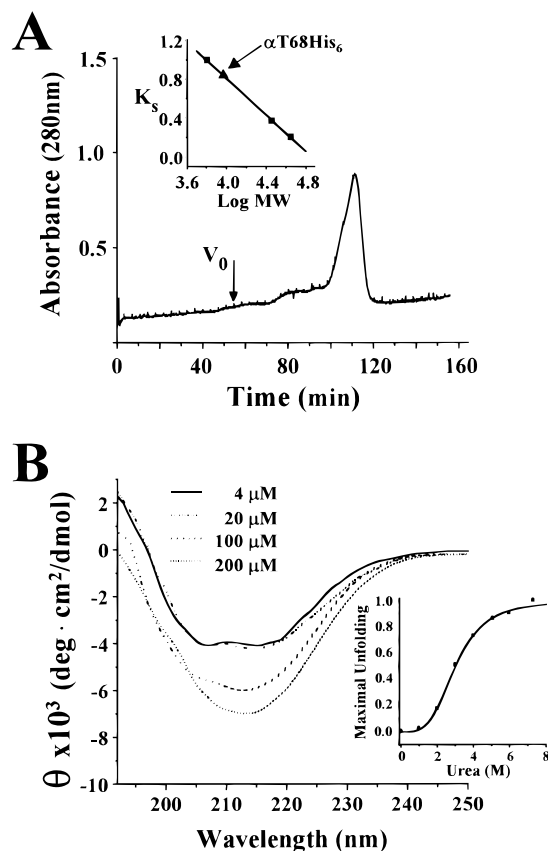 A
Absorbance (280nm)
1.5
1.0
0.5
0
40
80
120
160
Time (min)
V0
Ks
1.2
0.8
0.4
0.0
3.6
4.0
4.4
4.8
Log MW
αT68His6
B
θ x10³ (deg · cm²/dmol)
2
0
-2
-4
-6
-8
-10
200
210
220
230
240
250
Wavelength (nm)
4 μM
20 μM
100 μM
200 μM
Maximal Unfolding
1.0
0.8
0.6
0.4
0.2
0.0
0
2
4
6
8
Urea (M)